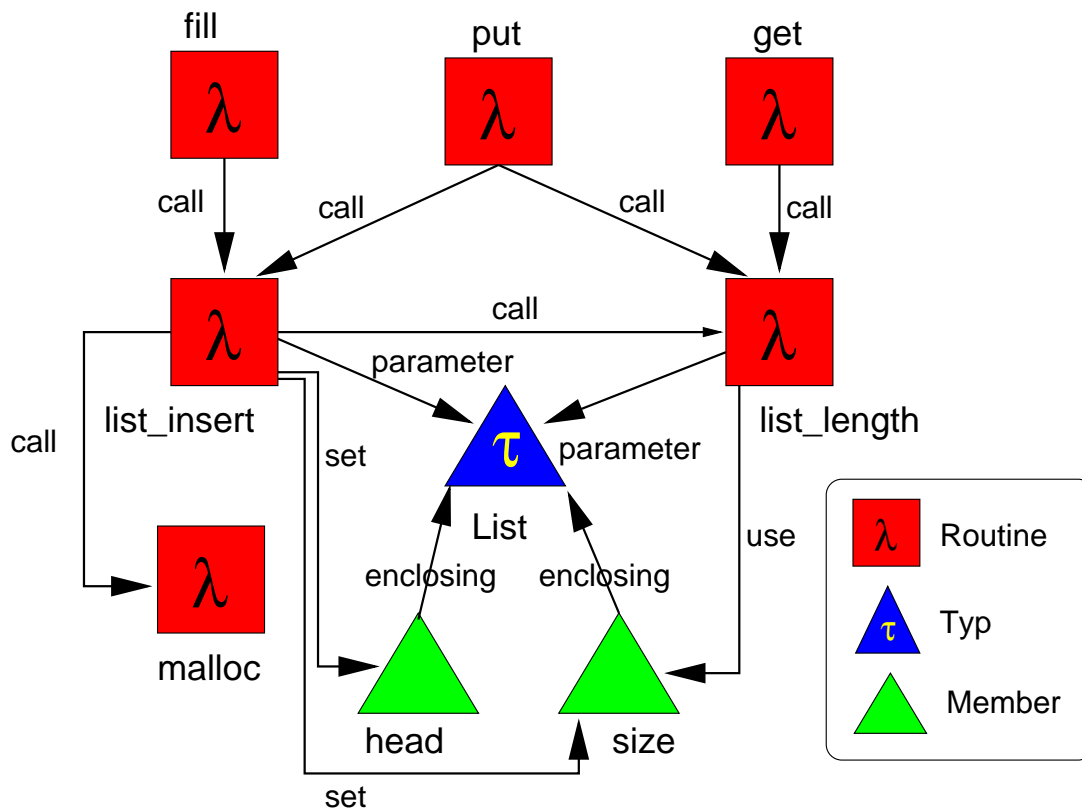 fill
put
get
λ
λ
λ
call
call
call
call
λ
call
λ
parameter
list_insert
list_length
call
set
τ
parameter
List
use
λ
Routine
enclosing
enclosing
λ
τ
Typ
malloc
Member
head
size
set